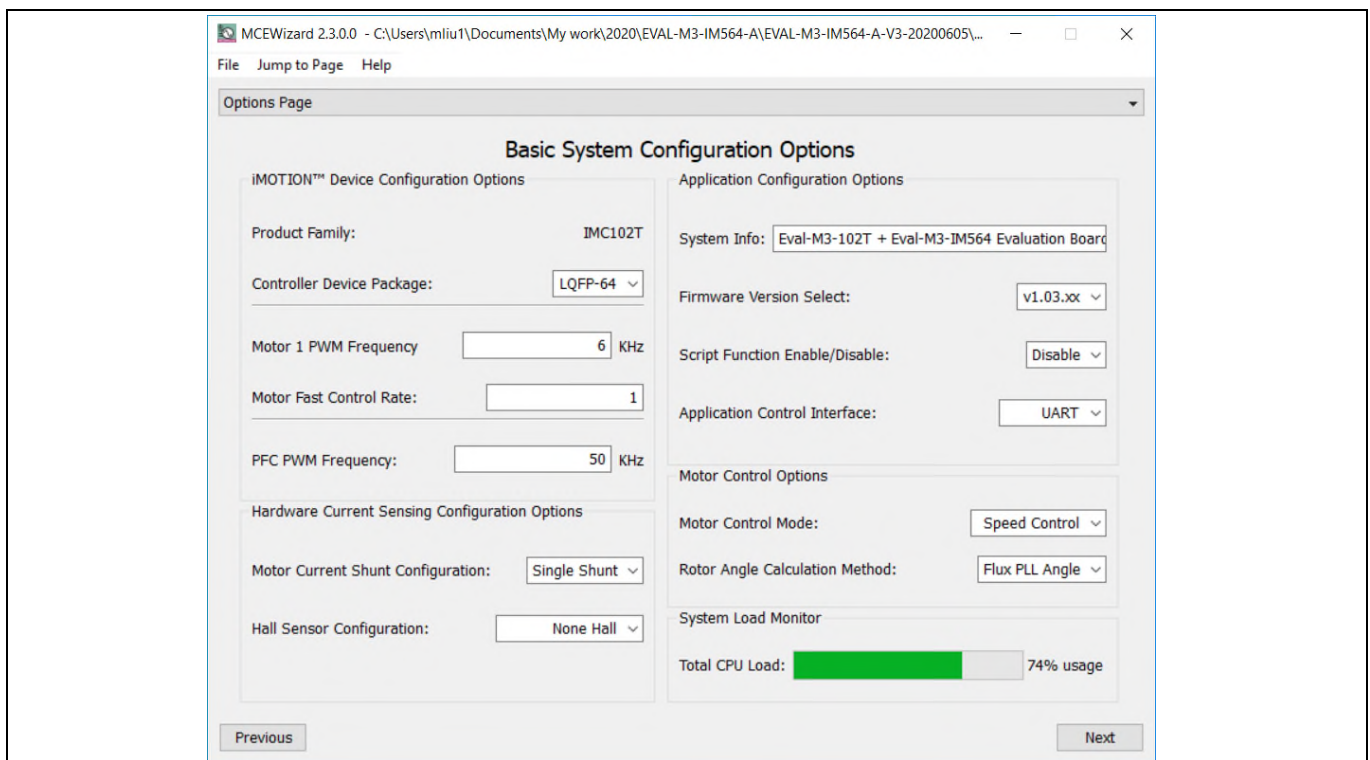 MCEWizard 2.3.0.0 - C:\Users\mliu1\Documents\My work\2020\EVAL-M3-IM564-A\EVAL-M3-IM564-A-V3-20200605\...
File Jump to Page Help
Options Page
Basic System Configuration Options
iMOTION™ Device Configuration Options
Product Family: IMC102T
Controller Device Package: LQFP-64
Motor 1 PWM Frequency 6 KHz
Motor Fast Control Rate: 1
PFC PWM Frequency: 50 KHz
Hardware Current Sensing Configuration Options
Motor Current Shunt Configuration: Single Shunt
Hall Sensor Configuration: None Hall
Application Configuration Options
System Info: Eval-M3-102T + Eval-M3-IM564 Evaluation Board
Firmware Version Select: v1.03.xx
Script Function Enable/Disable: Disable
Application Control Interface: UART
Motor Control Options
Motor Control Mode: Speed Control
Rotor Angle Calculation Method: Flux PLL Angle
System Load Monitor
Total CPU Load: 74% usage
Previous
Next